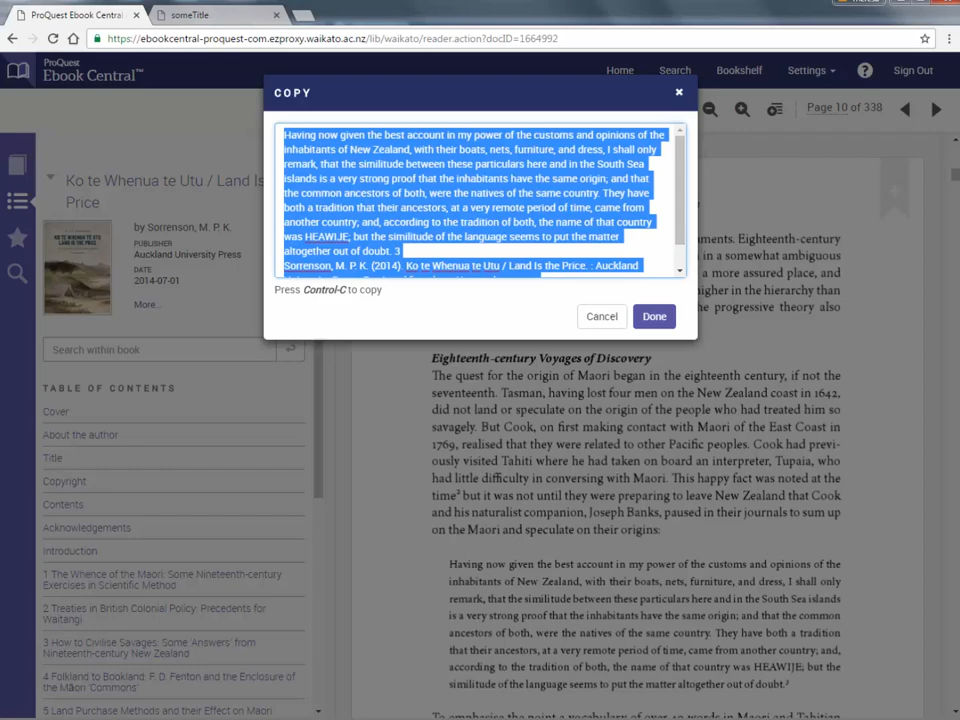 ProQuest Ebook Central
someTitle
https://ebookcentral-proquest-com.ezproxy.waikato.ac.nz/lib/waikato/reader.action?docID=1664992
ProQuest
Ebook Central™
Home
Search
Bookshelf
Settings
Sign Out
Page 10 of 338
COPY
Having now given the best account in my power of the customs and opinions of the
inhabitants of New Zealand, with their boats, nets, furniture, and dress, I shall only
remark, that the similitude between these particulars here and in the South Sea
islands is a very strong proof that the inhabitants have the same origin; and that
the common ancestors of both, were the natives of the same country. They have
both a tradition that their ancestors, at a very remote period of time, came from
another country; and, according to the tradition of both, the name of that country
was HEAWIJE; but the similitude of the language seems to put the matter
altogether out of doubt. 3
Sorrenson, M. P. K. (2014). Ko te Whenua te Utu / Land Is the Price. : Auckland
Press Control-C to copy
Cancel
Done
Ko te Whenua te Utu / Land Is
Price
by Sorrenson, M. P. K.
PUBLISHER
Auckland University Press
DATE
2014-07-01
More...
KO TE WHENUA TE UTU
LAND IS THE PRICE
Search within book
TABLE OF CONTENTS
Cover
About the author
Title
Copyright
Contents
Acknowledgements
Introduction
1 The Whence of the Maori: Some Nineteenth-century
Exercises in Scientific Method
2 Treaties in British Colonial Policy: Precedents for
Waitangi
3 How to Civilise Savages: Some 'Answers' from
Nineteenth-century New Zealand
4 Folkland to Bookland: F. D. Fenton and the Enclosure
of the Māori 'Commons'
5 Land Purchase Methods and their Effect on Maori
ments. Eighteenth-century
in a somewhat ambiguous
a more assured place, and
higher in the hierarchy than
the progressive theory also
Eighteenth-century Voyages of Discovery
The quest for the origin of Maori began in the eighteenth century, if not the
seventeenth. Tasman, having lost four men on the New Zealand coast in 1642,
did not land or speculate on the origin of the people who had treated him so
savagely. But Cook, on first making contact with Maori of the East Coast in
1769, realised that they were related to other Pacific peoples. Cook had previ-
ously visited Tahiti where he had taken on board an interpreter, Tupaia, who
had little difficulty in conversing with Maori. This happy fact was noted at the
time² but it was not until they were preparing to leave New Zealand that Cook
and his naturalist companion, Joseph Banks, paused in their journals to sum up
on the Maori and speculate on their origins:
Having now given the best account in my power of the customs and opinions of the
inhabitants of New Zealand, with their boats, nets, furniture, and dress, I shall only
remark, that the similitude between these particulars here and in the South Sea islands
is a very strong proof that the inhabitants have the same origin; and that the common
ancestors of both, were the natives of the same country. They have both a tradition
that their ancestors, at a very remote period of time, came from another country; and,
according to the tradition of both, the name of that country was HEAWIJE; but the
similitude of the language seems to put the matter altogether out of doubt.³